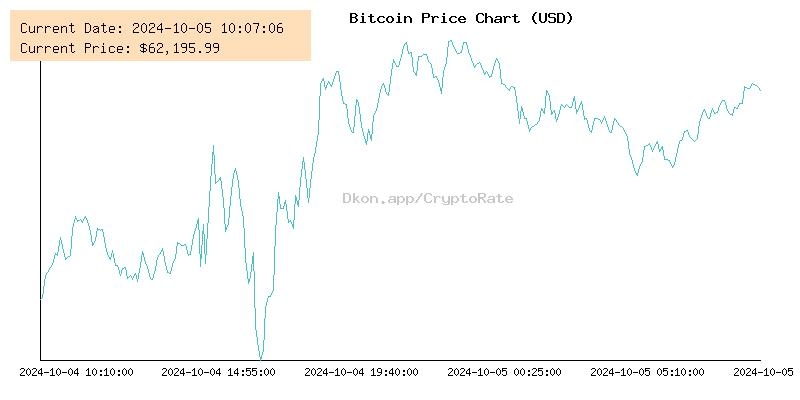 Bitcoin Price Chart (USD)
Current Date: 2024-10-05 10:07:06
Current Price: $62,195.99
Dkon.app/CryptoRate
2024-10-04 10:10:00
2024-10-04 14:55:00
2024-10-04 19:40:00
2024-10-05 00:25:00
2024-10-05 05:10:00
2024-10-05